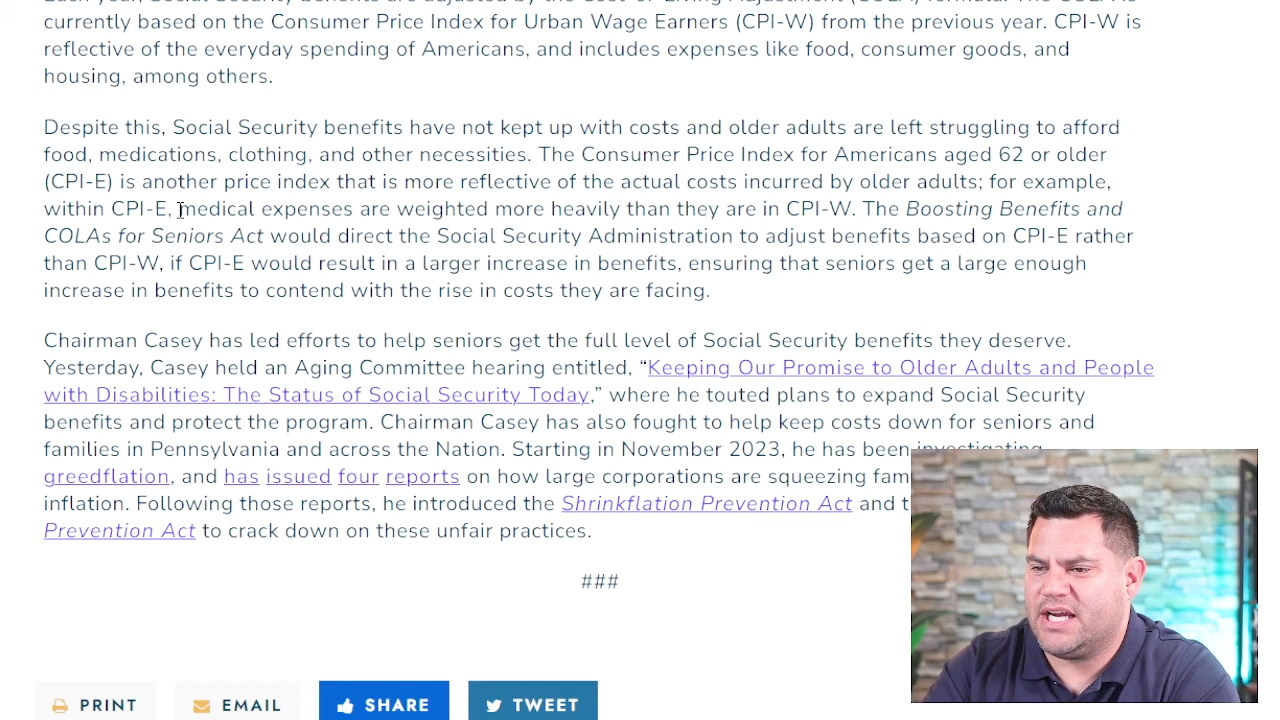 currently based on the Consumer Price Index for Urban Wage Earners (CPI-W) from the previous year. CPI-W is
reflective of the everyday spending of Americans, and includes expenses like food, consumer goods, and
housing, among others.
Despite this, Social Security benefits have not kept up with costs and older adults are left struggling to afford
food, medications, clothing, and other necessities. The Consumer Price Index for Americans aged 62 or older
(CPI-E) is another price index that is more reflective of the actual costs incurred by older adults; for example,
within CPI-E, medical expenses are weighted more heavily than they are in CPI-W. The Boosting Benefits and
COLAs for Seniors Act would direct the Social Security Administration to adjust benefits based on CPI-E rather
than CPI-W, if CPI-E would result in a larger increase in benefits, ensuring that seniors get a large enough
increase in benefits to contend with the rise in costs they are facing.
Chairman Casey has led efforts to help seniors get the full level of Social Security benefits they deserve.
Yesterday, Casey held an Aging Committee hearing entitled, “Keeping Our Promise to Older Adults and People
with Disabilities: The Status of Social Security Today,” where he touted plans to expand Social Security
benefits and protect the program. Chairman Casey has also fought to help keep costs down for seniors and
families in Pennsylvania and across the Nation. Starting in November 2023, he has been
greedflation, and has issued four reports on how large corporations are squeezing
inflation. Following those reports, he introduced the Shrinkflation Prevention Act and
Prevention Act to crack down on these unfair practices.
###
PRINT
EMAIL
SHARE
TWEET